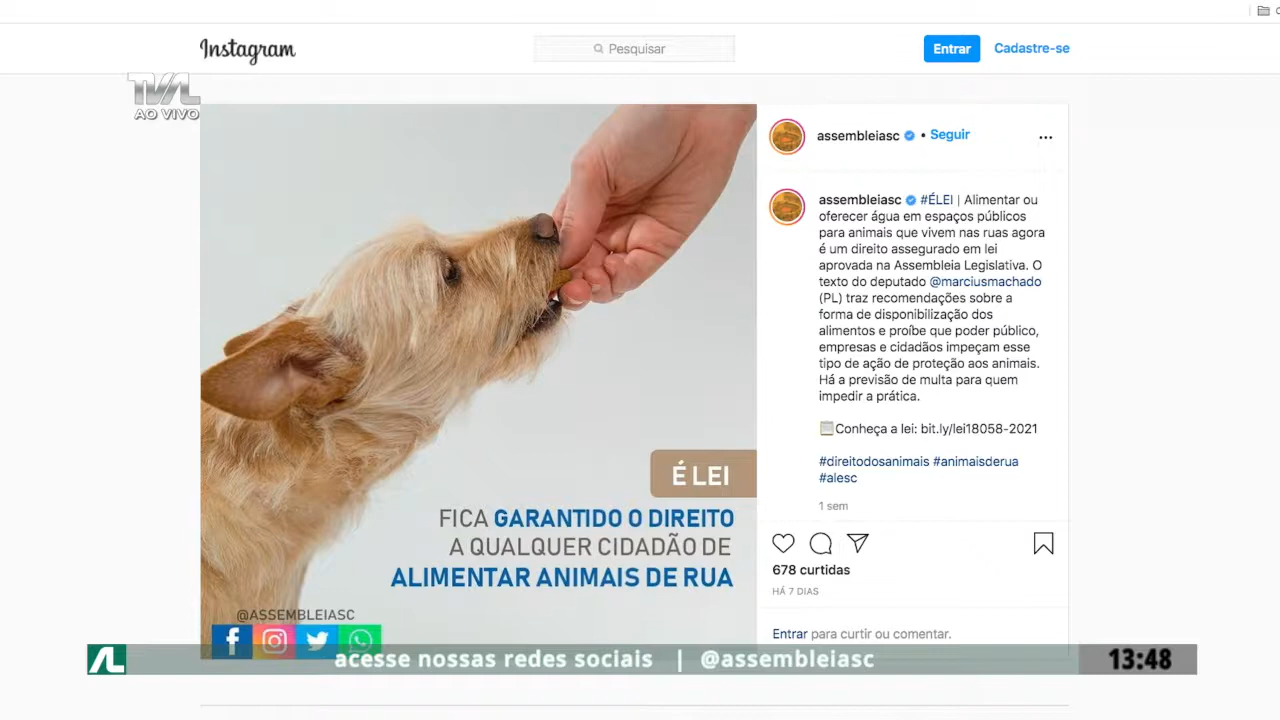 Instagram
Pesquisar
Entrar
Cadastre-se
TVAL
AO VIVO
assembleiasc • Seguir
assembleiasc #ÉLEI | Alimentar ou
oferecer água em espaços públicos
para animais que vivem nas ruas agora
é um direito assegurado em lei
aprovada na Assembleia Legislativa. O
texto do deputado @marciusmachado
(PL) traz recomendações sobre a
forma de disponibilização dos
alimentos e proíbe que poder público,
empresas e cidadãos impeçam esse
tipo de ação de proteção aos animais.
Há a previsão de multa para quem
impedir a prática.
Conheça a lei: bit.ly/lei18058-2021
#direitodosanimais #animaisderua
#alesc
1 sem
É LEI
FICA GARANTIDO O DIREITO
A QUALQUER CIDADÃO DE
ALIMENTAR ANIMAIS DE RUA
@ASSEMBLEIASC
678 curtidas
HÁ 7 DIAS
Entrar para curtir ou comentar.
acesse nossas redes sociais | @assembleiasc
13:48